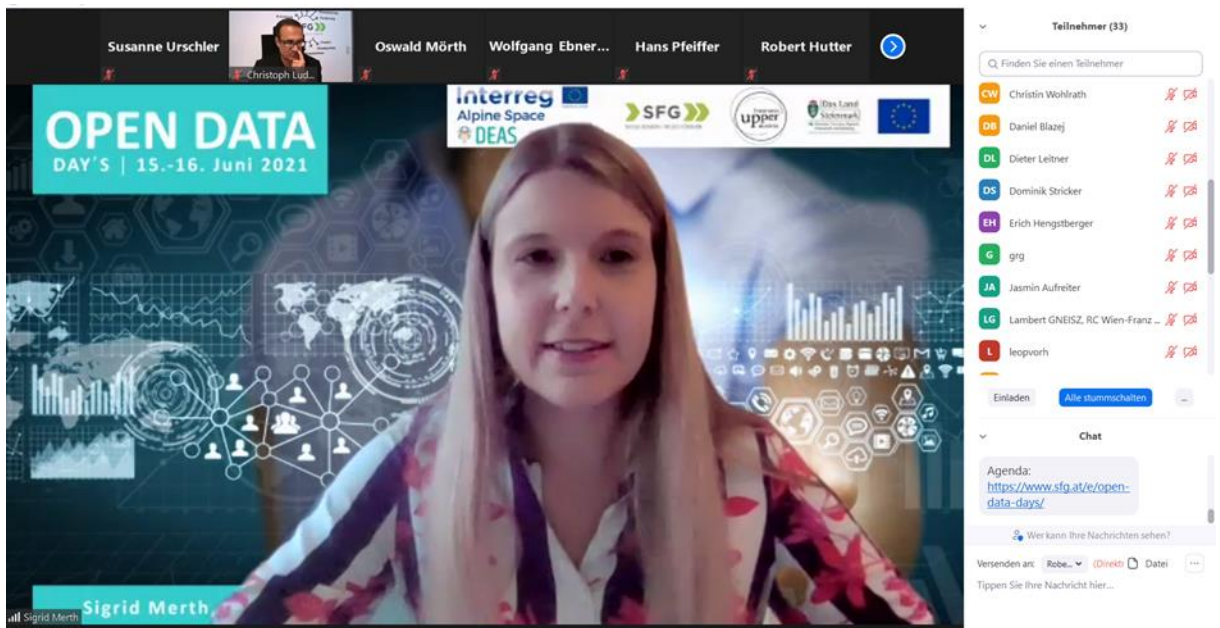 Susanne Urschler
Christoph Lud...
Oswald Mörth
Wolfgang Ebner...
Hans Pfeiffer
Robert Hutter
OPEN DATA
DAY'S | 15.-16. Juni 2021
Interreg
Alpine Space
DEAS
SFG
upper
Das Land
Steiermark
Sigrid Merth
Sigrid Merth
Teilnehmer (33)
Finden Sie einen Teilnehmer
CW Christin Wohlrath
DB Daniel Blazej
DL Dieter Leitner
DS Dominik Stricker
EH Erich Hengstberger
G grg
JA Jasmin Aufreiter
LG Lambert GNEISZ, RC Wien-Franz ...
L leopvorh
Einladen Alle stummschalten ...
Chat
Agenda:
https://www.sfg.at/e/open-
data-days/
Wer kann Ihre Nachrichten sehen?
Versenden an: Robe... (Direkt) Datei ...
Tippen Sie Ihre Nachricht hier...